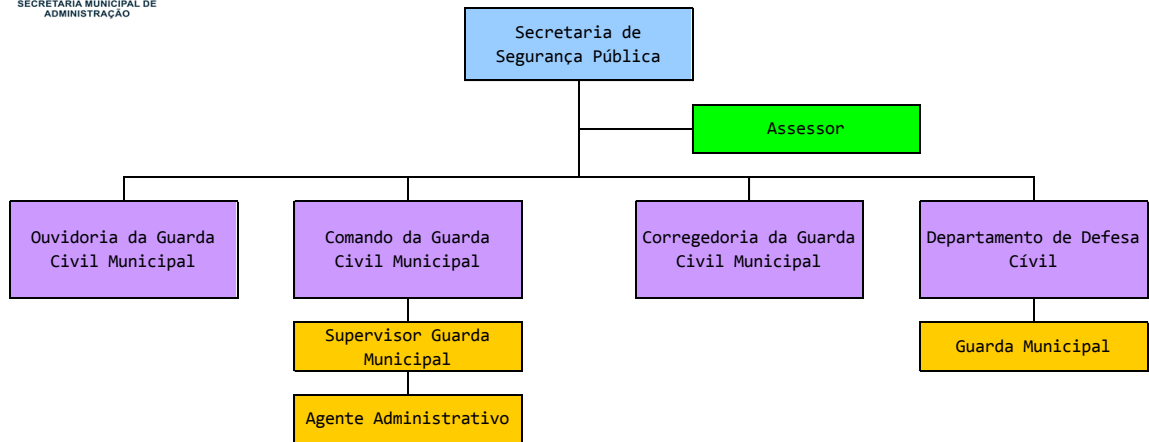 SECRETARIA MUNICIPAL DE
ADMINISTRAÇÃO
Secretaria de
Segurança Pública
Assessor
Ouvidoria da Guarda
Civil Municipal
Comando da Guarda
Civil Municipal
Corregedoria da Guarda
Civil Municipal
Departamento de Defesa
Cívil
Supervisor Guarda
Municipal
Guarda Municipal
Agente Administrativo